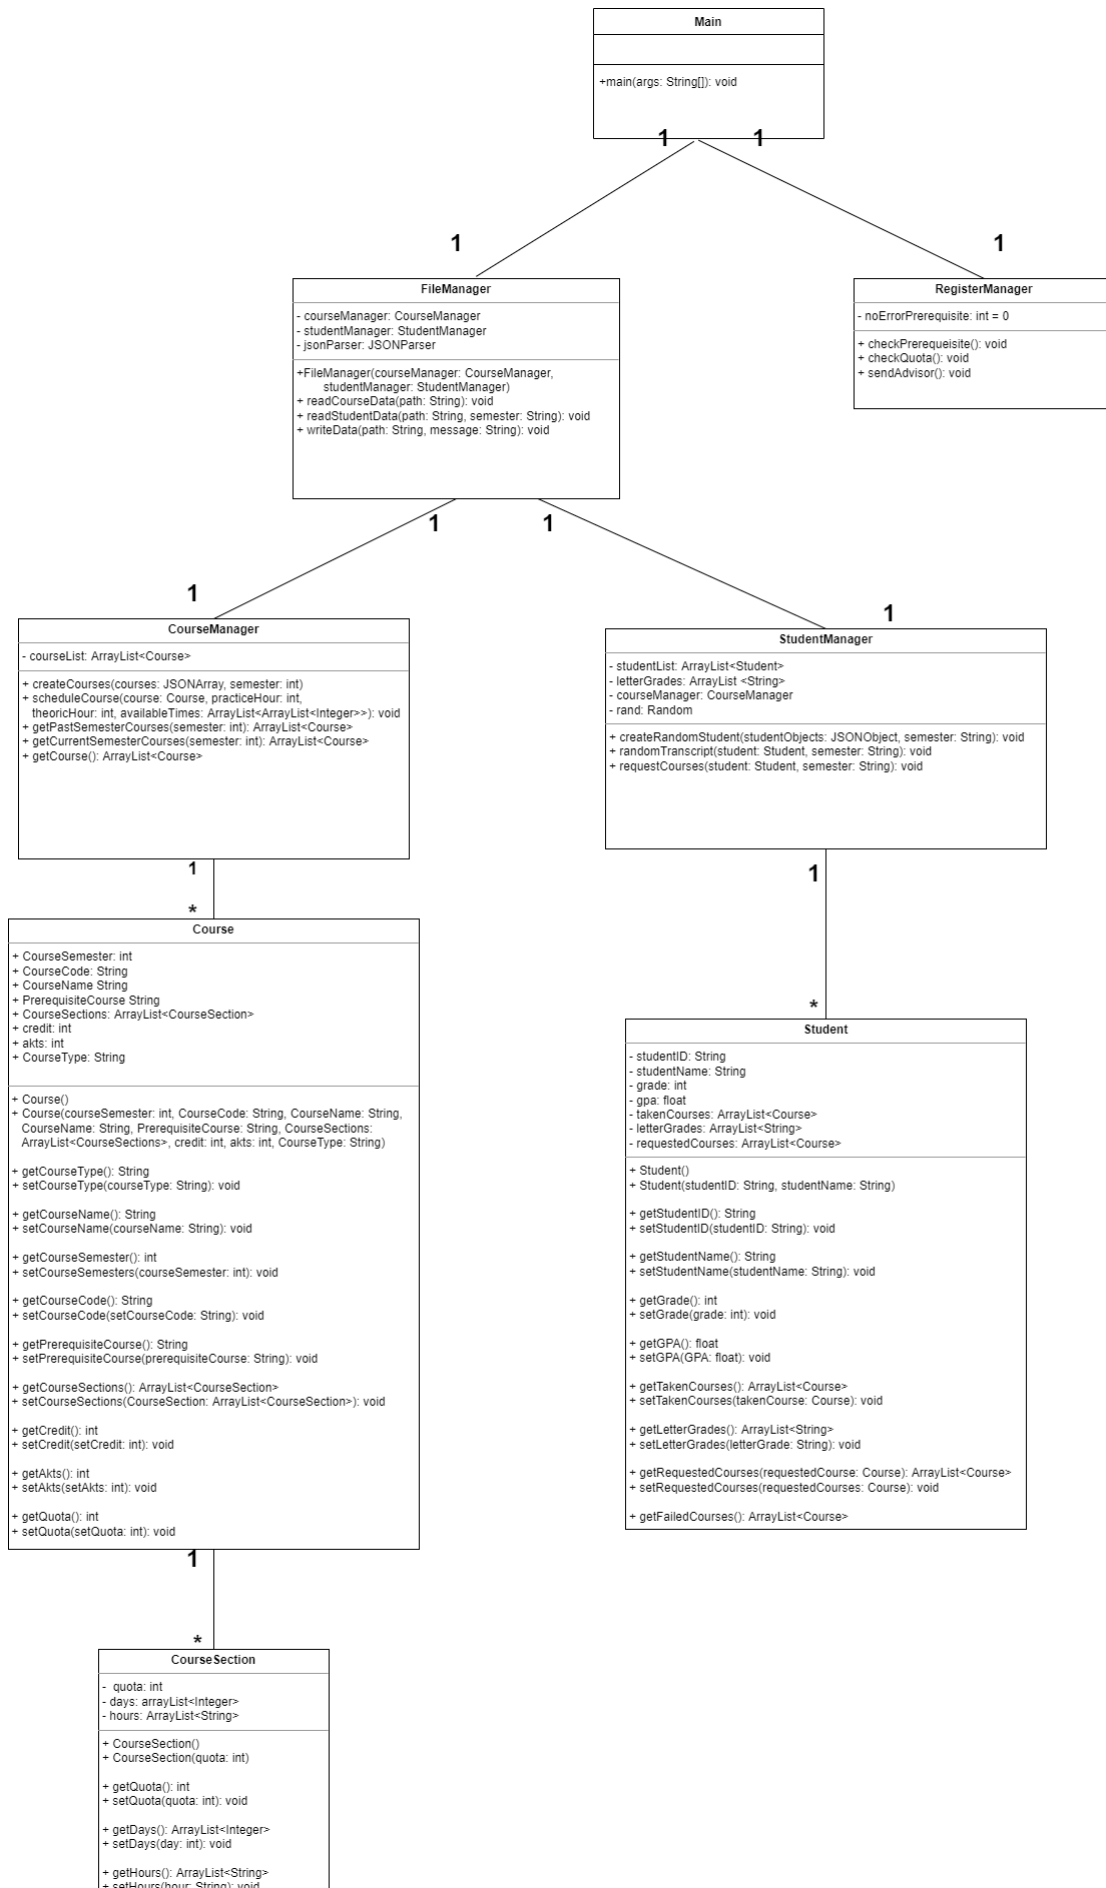 Main
+main(args: String[]): void
1
1
1
1
FileManager
- courseManager: CourseManager
- studentManager: StudentManager
- jsonParser: JSONParser
+FileManager(courseManager: CourseManager,
studentManager: StudentManager)
+ readCourseData(path: String): void
+ readStudentData(path: String, semester: String): void
+ writeData(path: String, message: String): void
RegisterManager
- noErrorPrerequisite: int = 0
+ checkPrerequeisite(): void
+ checkQuota(): void
+ sendAdvisor(): void
1
1
1
1
CourseManager
- courseList: ArrayList<Course>
+ createCourses(courses: JSONArray, semester: int)
+ scheduleCourse(course: Course, practiceHour: int,
theoricHour: int, availableTimes: ArrayList<ArrayList<Integer>>): void
+ getPastSemesterCourses(semester: int): ArrayList<Course>
+ getCurrentSemesterCourses(semester: int): ArrayList<Course>
+ getCourse(): ArrayList<Course>
StudentManager
- studentList: ArrayList<Student>
- letterGrades: ArrayList <String>
- courseManager: CourseManager
- rand: Random
+ createRandomStudent(studentObjects: JSONObject, semester: String): void
+ randomTranscript(student: Student, semester: String): void
+ requestCourses(student: Student, semester: String): void
1
*
1
*
Course
+ CourseSemester: int
+ CourseCode: String
+ CourseName String
+ PrerequisiteCourse String
+ CourseSections: ArrayList<CourseSection>
+ credit: int
+ akts: int
+ CourseType: String
+ Course()
+ Course(courseSemester: int, CourseCode: String, CourseName: String,
CourseName: String, PrerequisiteCourse: String, CourseSections:
ArrayList<CourseSections>, credit: int, akts: int, CourseType: String)
+ getCourseType(): String
+ setCourseType(courseType: String): void
+ getCourseName(): String
+ setCourseName(courseName: String): void
+ getCourseSemester(): int
+ setCourseSemesters(courseSemester: int): void
+ getCourseCode(): String
+ setCourseCode(setCourseCode: String): void
+ getPrerequisiteCourse(): String
+ setPrerequisiteCourse(prerequisiteCourse: String): void
+ getCourseSections(): ArrayList<CourseSection>
+ setCourseSections(CourseSection: ArrayList<CourseSection>): void
+ getCredit(): int
+ setCredit(setCredit: int): void
+ getAkts(): int
+ setAkts(setAkts: int): void
+ getQuota(): int
+ setQuota(setQuota: int): void
Student
- studentID: String
- studentName: String
- grade: int
- gpa: float
- takenCourses: ArrayList<Course>
- letterGrades: ArrayList<String>
- requestedCourses: ArrayList<Course>
+ Student()
+ Student(studentID: String, studentName: String)
+ getStudentID(): String
+ setStudentID(studentID: String): void
+ getStudentName(): String
+ setStudentName(studentName: String): void
+ getGrade(): int
+ setGrade(grade: int): void
+ getGPA(): float
+ setGPA(GPA: float): void
+ getTakenCourses(): ArrayList<Course>
+ setTakenCourses(takenCourse: Course): void
+ getLetterGrades(): ArrayList<String>
+ setLetterGrades(letterGrade: String): void
+ getRequestedCourses(requestedCourse: Course): ArrayList<Course>
+ setRequestedCourses(requestedCourses: Course): void
+ getFailedCourses(): ArrayList<Course>
1
*
CourseSection
- quota: int
- days: arrayList<Integer>
- hours: ArrayList<String>
+ CourseSection()
+ CourseSection(quota: int)
+ getQuota(): int
+ setQuota(quota: int): void
+ getDays(): ArrayList<Integer>
+ setDays(day: int): void
+ getHours(): ArrayList<String>
+ setHours(hour: String): void